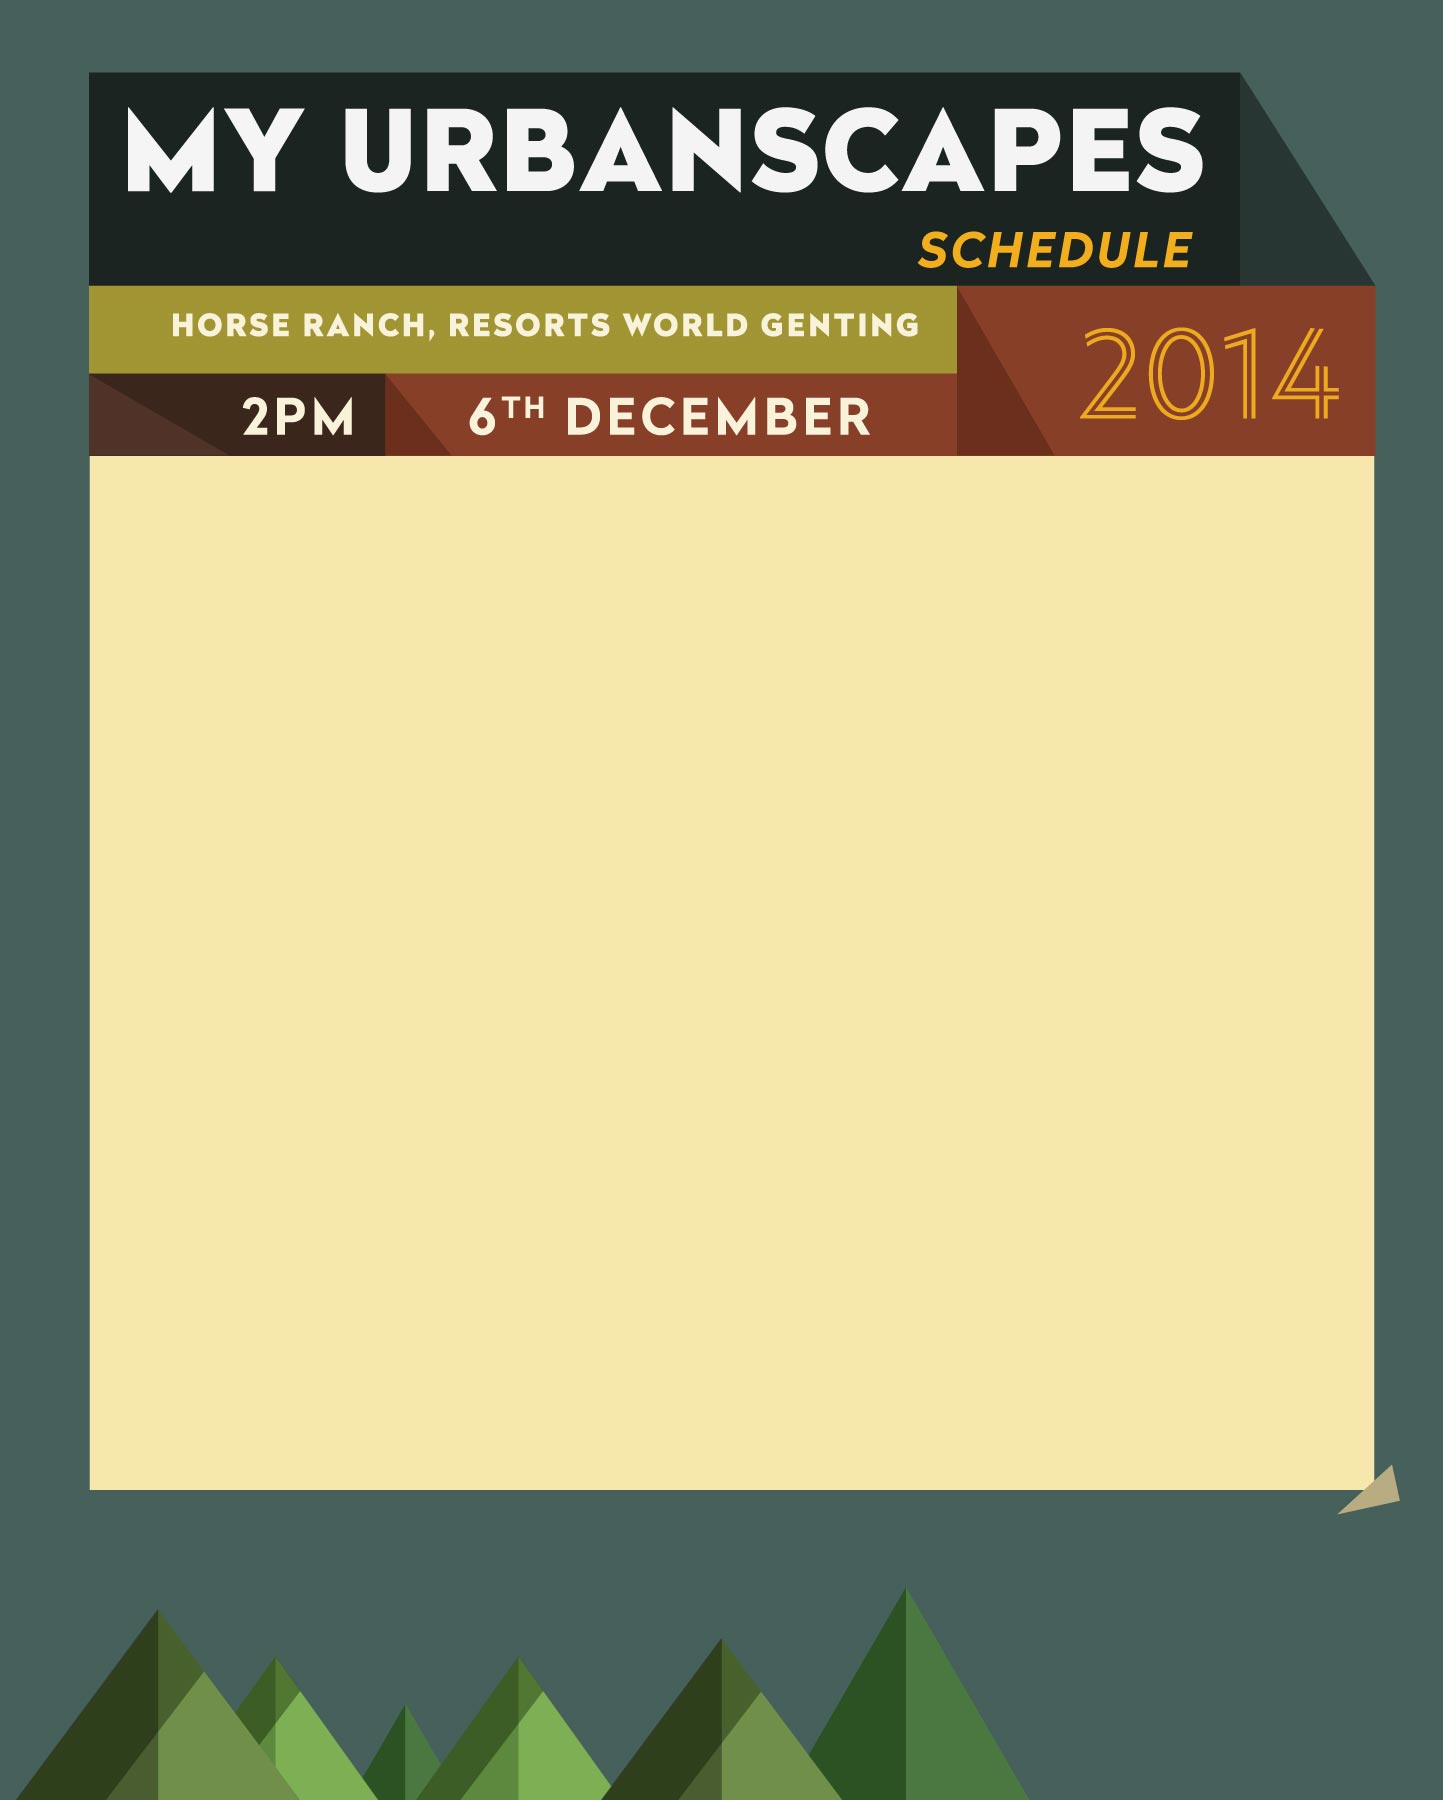 MY URBANSCAPES
SCHEDULE
HORSE RANCH, RESORTS WORLD GENTING
2014
2PM
6TH DECEMBER